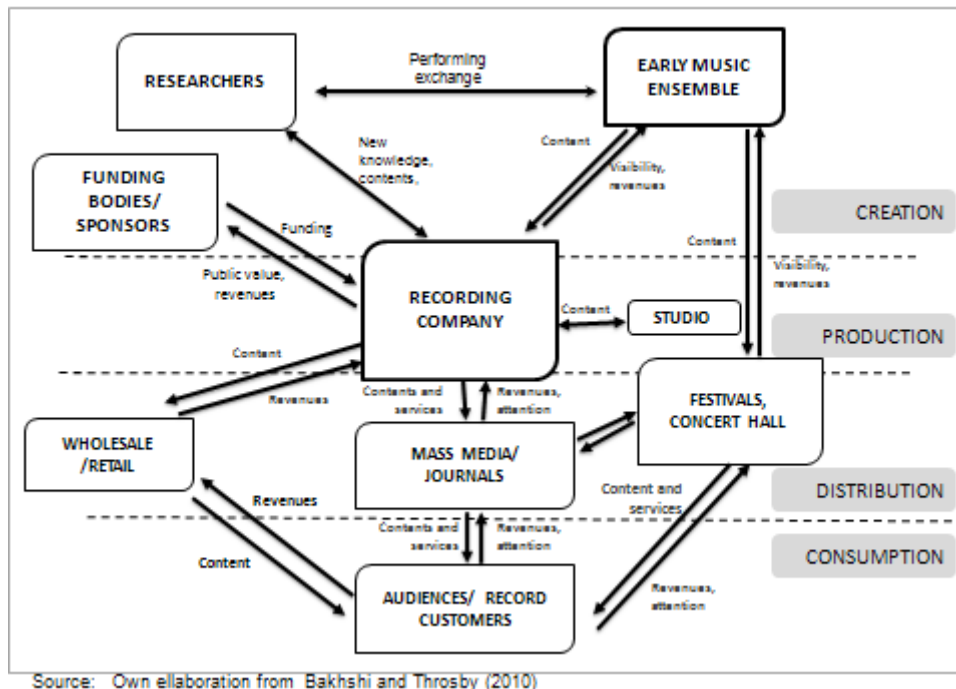 RESEARCHERS
Performing
exchange
EARLY MUSIC
ENSEMBLE
New
knowledge,
contents,
Content
Visibility,
revenues
FUNDING
BODIES/
SPONSORS
Funding
Public value,
revenues
Content
Visibility,
revenues
CREATION
RECORDING
COMPANY
Content
STUDIO
PRODUCTION
Content
Revenues
Contents and
services
Revenues,
attention
FESTIVALS,
CONCERT HALL
WHOLESALE
/RETAIL
MASS MEDIA/
JOURNALS
Revenues
Content
Content and
services
DISTRIBUTION
Contents and
services
Revenues,
attention
CONSUMPTION
AUDIENCES/ RECORD
CUSTOMERS
Revenues,
attention
Source: Own ellaboration from Bakhshi and Throsby (2010)